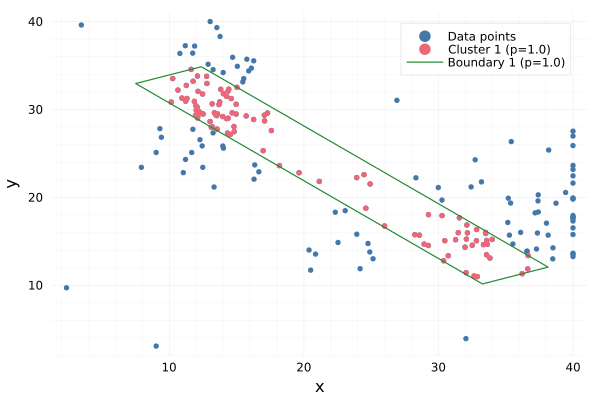 Data points
Cluster 1 (p=1.0)
Boundary 1 (p=1.0)
40
30
20
10
y
10 20 30 40
x